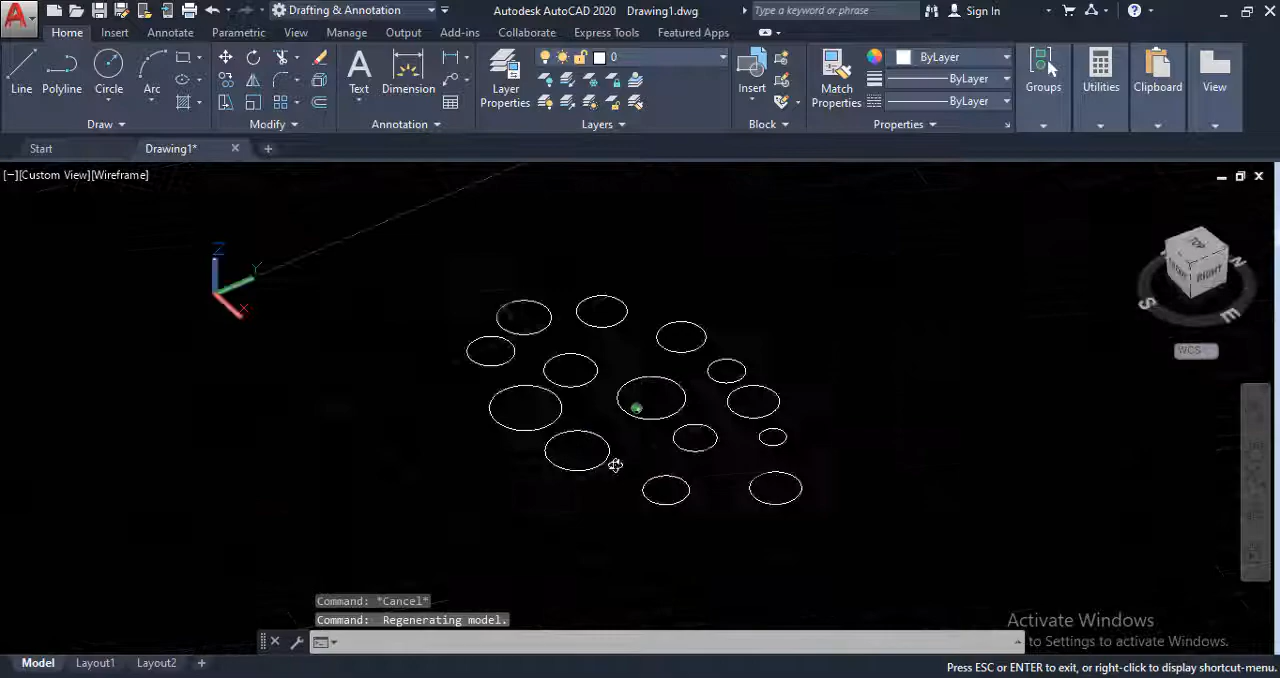 Drafting & Annotation
Autodesk AutoCAD 2020 Drawing1.dwg
Type a keyword or phrase
Sign In
Home Insert Annotate Parametric View Manage Output Add-ins Collaborate Express Tools Featured Apps
Line Polyline Circle Arc
Text Dimension
Layer Properties
0
Insert
Match Properties
ByLayer
ByLayer
ByLayer
Groups Utilities Clipboard View
Draw Modify Annotation Layers Block Properties
Start Drawing1*
[−][Custom View][Wireframe]
Z
Y
X
TOP
FRONT RIGHT
N
S
E
WCS
Command: *Cancel*
Command: Regenerating model.
Activate Windows
to Settings to activate Windows.
Model Layout1 Layout2
Press ESC or ENTER to exit, or right-click to display shortcut-menu.